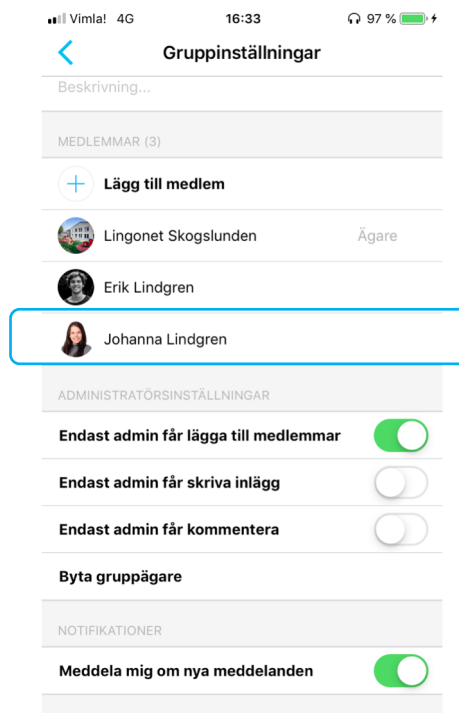 Vimla! 4G 16:33 97 %
Gruppinställningar
Beskrivning...
MEDLEMMAR (3)
Lägg till medlem
Lingonet Skogslunden Ägare
Erik Lindgren
Johanna Lindgren
ADMINISTRATÖRSINSTÄLLNINGAR
Endast admin får lägga till medlemmar
Endast admin får skriva inlägg
Endast admin får kommentera
Byta gruppägare
NOTIFIKATIONER
Meddela mig om nya meddelanden